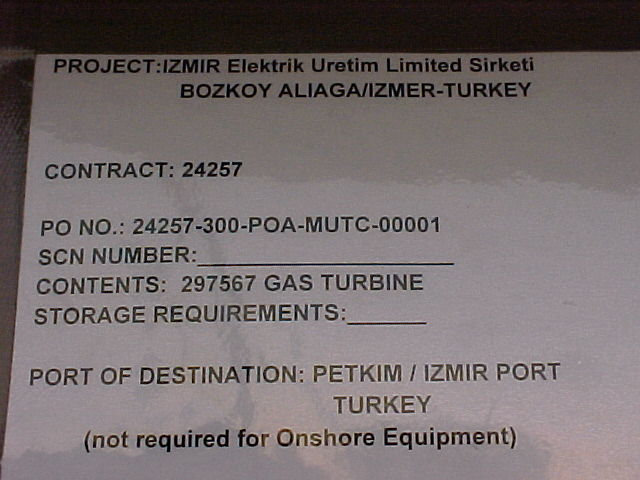 PROJECT:IZMIR Elektrik Uretim Limited Sirketi
BOZKOY ALIAGA/IZMER-TURKEY
CONTRACT: 24257
PO NO.: 24257-300-POA-MUTC-00001
SCN NUMBER:____________________
CONTENTS: 297567 GAS TURBINE
STORAGE REQUIREMENTS:______
PORT OF DESTINATION: PETKIM / IZMIR PORT
TURKEY
(not required for Onshore Equipment)